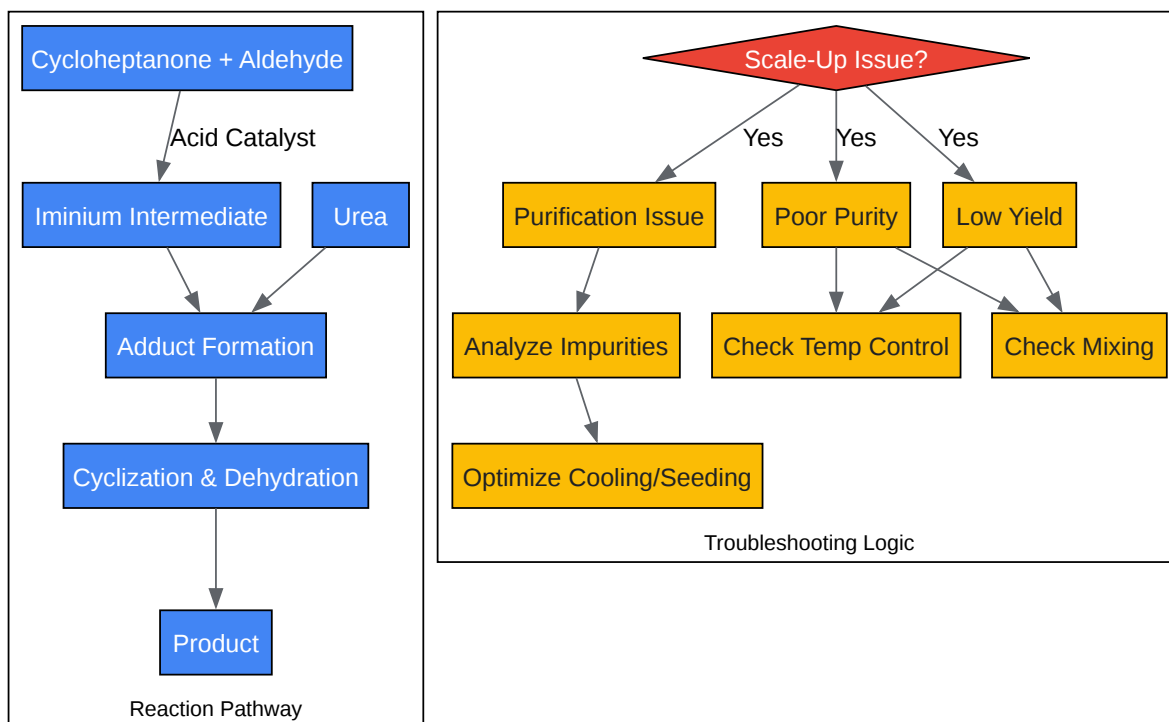 Cycloheptanone + Aldehyde
Acid Catalyst
Iminium Intermediate
Urea
Adduct Formation
Cyclization & Dehydration
Product
Reaction Pathway
Scale-Up Issue?
Yes
Yes
Yes
Purification Issue
Poor Purity
Low Yield
Analyze Impurities
Check Temp Control
Check Mixing
Optimize Cooling/Seeding
Troubleshooting Logic